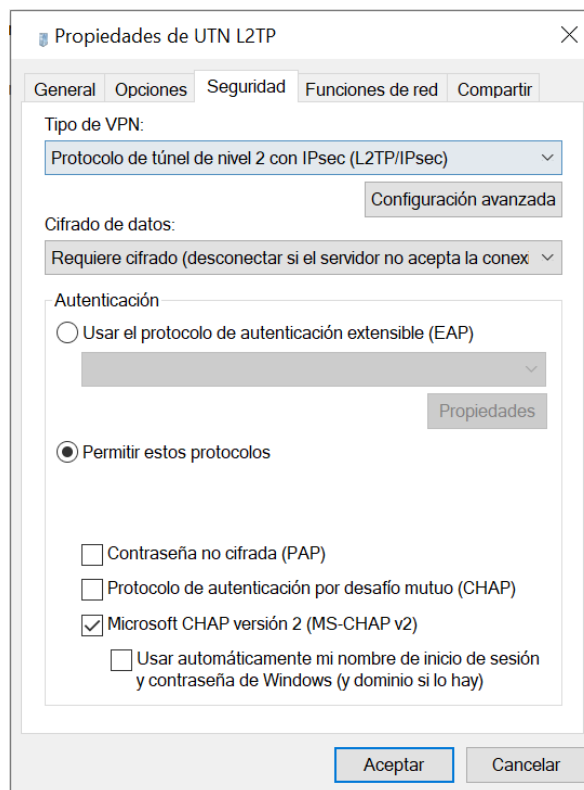 Propiedades de UTN L2TP
General Opciones Seguridad Funciones de red Compartir
Tipo de VPN:
Protocolo de túnel de nivel 2 con IPsec (L2TP/IPsec)
Configuración avanzada
Cifrado de datos:
Requiere cifrado (desconectar si el servidor no acepta la conexi
Autenticación
Usar el protocolo de autenticación extensible (EAP)
Propiedades
Permitir estos protocolos
Contraseña no cifrada (PAP)
Protocolo de autenticación por desafío mutuo (CHAP)
Microsoft CHAP versión 2 (MS-CHAP v2)
Usar automáticamente mi nombre de inicio de sesión
y contraseña de Windows (y dominio si lo hay)
Aceptar Cancelar